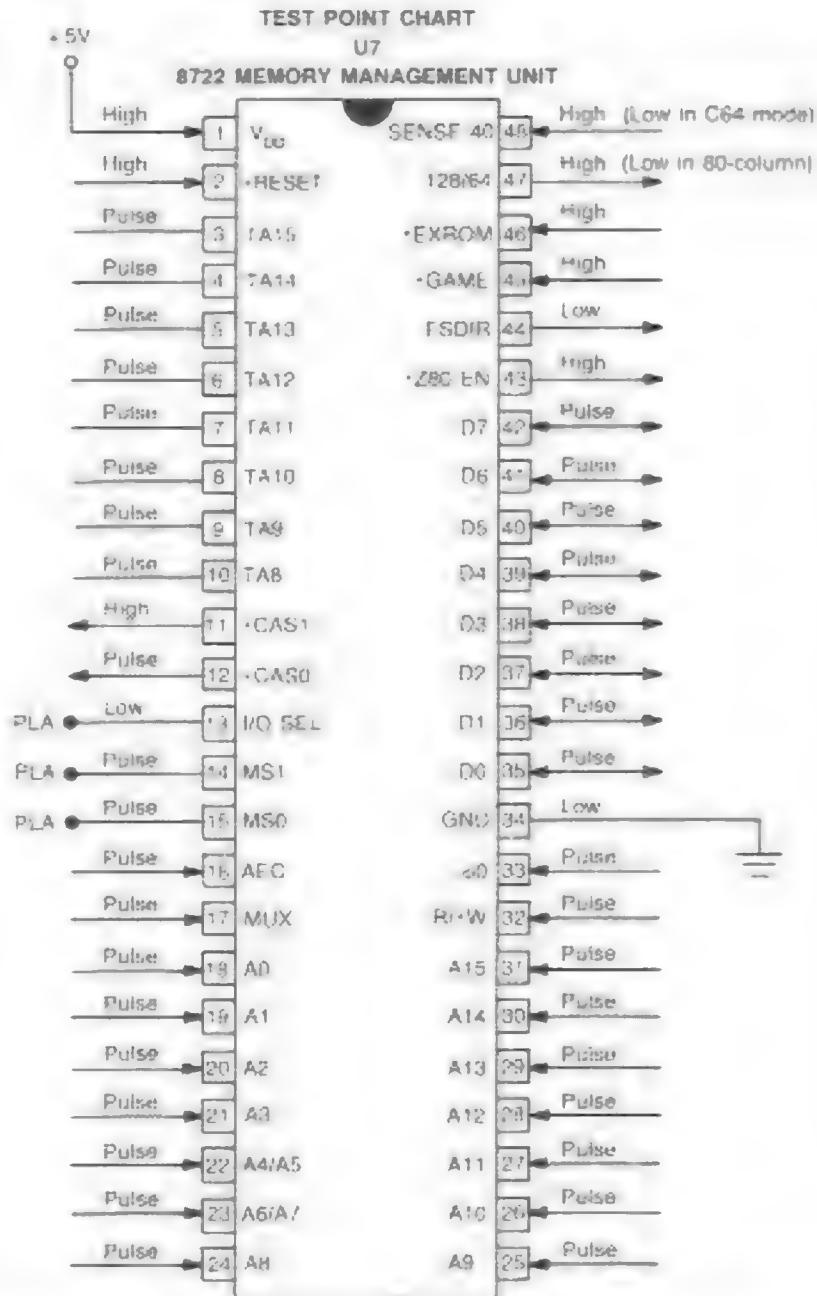 TEST POINT CHART
U7
8722 MEMORY MANAGEMENT UNIT
+5V
High 1 VDD
High 2 *RESET
Pulse 3 TA15
Pulse 4 TA14
Pulse 5 TA13
Pulse 6 TA12
Pulse 7 TA11
Pulse 8 TA10
Pulse 9 TA9
Pulse 10 TA8
High 11 *CAS1
Pulse 12 *CAS0
PLA Low 13 I/O SEL
PLA Pulse 14 MS1
PLA Pulse 15 MS0
Pulse 16 AEC
Pulse 17 MUX
Pulse 18 A0
Pulse 19 A1
Pulse 20 A2
Pulse 21 A3
Pulse 22 A4/A5
Pulse 23 A6/A7
Pulse 24 A8
SENSE 40 48 High (Low in C64 mode)
128/64 47 High (Low in 80-column)
*EXROM 46 High
*GAME 45 High
FSDIR 44 Low
*Z80 EN 43 High
D7 42 Pulse
D6 41 Pulse
D5 40 Pulse
D4 39 Pulse
D3 38 Pulse
D2 37 Pulse
D1 36 Pulse
D0 35 Pulse
GND 34 Low
33 Pulse
R/*W 32 Pulse
A15 31 Pulse
A14 30 Pulse
A13 29 Pulse
A12 28 Pulse
A11 27 Pulse
A10 26 Pulse
A9 25 Pulse